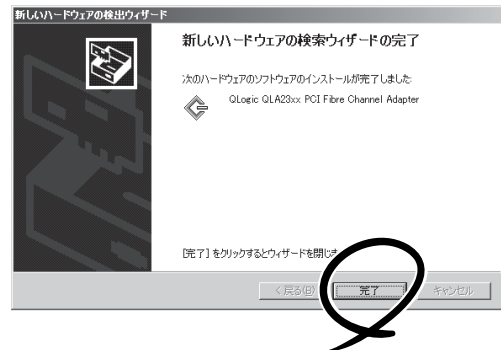 新しいハードウェアの検出ウィザード
新しいハードウェアの検索ウィザードの完了
次のハードウェアのソフトウェアのインストールが完了しました:
QLogic QLA23xx PCI Fibre Channel Adapter
[完了] をクリックするとウィザードを閉じま
< 戻る(B)
完了
キャンセル